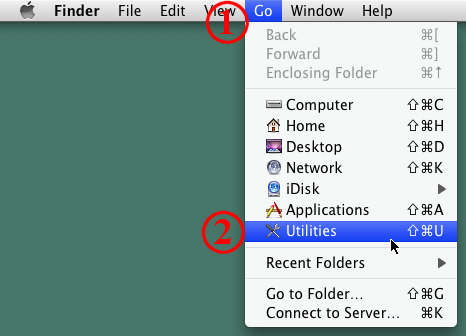 Finder File Edit View Go Window Help
1
Back ⌘[
Forward ⌘]
Enclosing Folder ⌘↑
Computer ⇧⌘C
Home ⇧⌘H
Desktop ⇧⌘D
Network ⇧⌘K
iDisk
Applications ⇧⌘A
2
Utilities ⇧⌘U
Recent Folders
Go to Folder... ⇧⌘G
Connect to Server... ⌘K